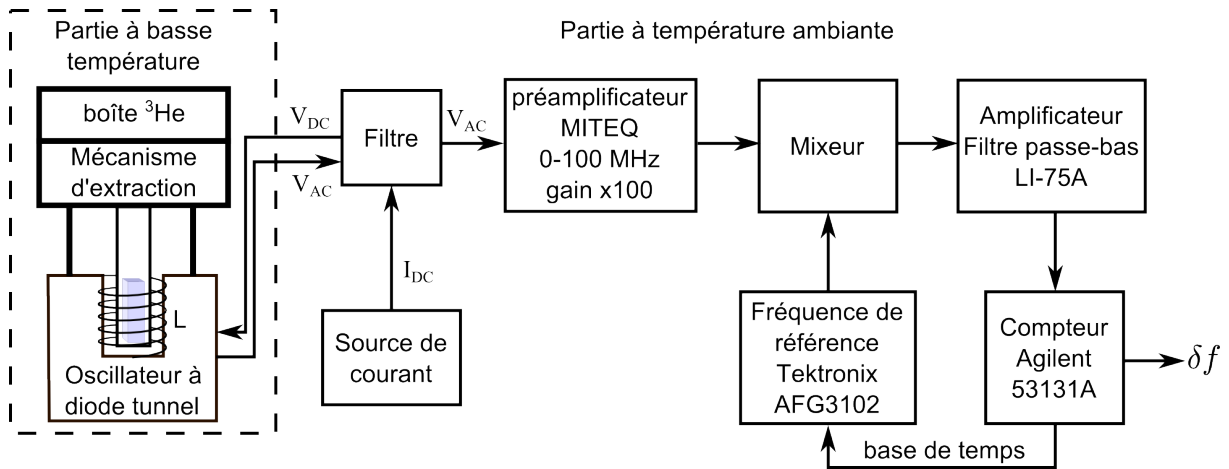 Partie à basse
température
Partie à température ambiante
boîte ³He
Mécanisme
d'extraction
L
Oscillateur à
diode tunnel
V_DC
V_AC
Filtre
V_AC
I_DC
Source de
courant
préamplificateur
MITEQ
0-100 MHz
gain x100
Mixeur
Amplificateur
Filtre passe-bas
LI-75A
Fréquence de
référence
Tektronix
AFG3102
Compteur
Agilent
53131A
δf
base de temps